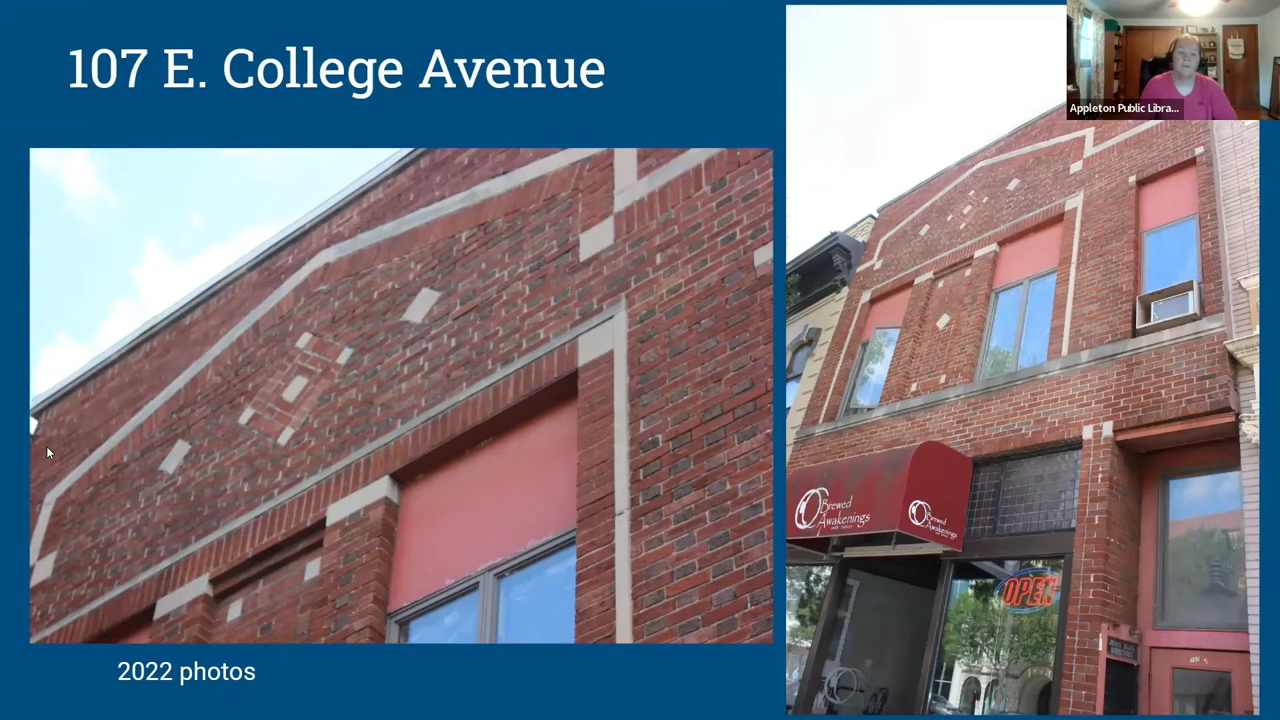 107 E. College Avenue
Appleton Public Libra...
Brewed
Awakenings
Brewed
Awakenings
OPEN
2022 photos